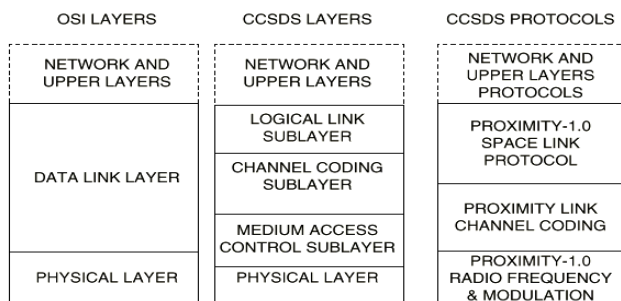 OSI LAYERS
NETWORK AND
UPPER LAYERS
DATA LINK LAYER
PHYSICAL LAYER
CCSDS LAYERS
NETWORK AND
UPPER LAYERS
LOGICAL LINK
SUBLAYER
CHANNEL CODING
SUBLAYER
MEDIUM ACCESS
CONTROL SUBLAYER
PHYSICAL LAYER
CCSDS PROTOCOLS
NETWORK AND
UPPER LAYERS
PROTOCOLS
PROXIMITY-1.0
SPACE LINK
PROTOCOL
PROXIMITY LINK
CHANNEL CODING
PROXIMITY-1.0
RADIO FREQUENCY
& MODULATION